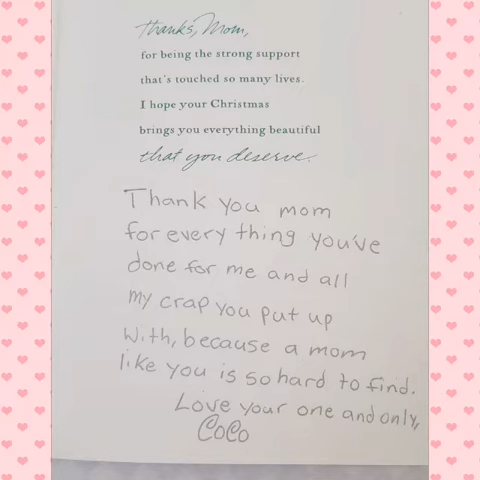 Thanks, Mom,
for being the strong support
that's touched so many lives.
I hope your Christmas
brings you everything beautiful
that you deserve.
Thank you mom
for every thing you've
done for me and all
my crap you put up
with, because a mom
like you is so hard to find.
Love your one and only,
CoCo